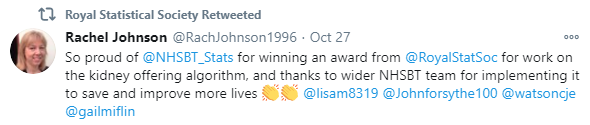 Royal Statistical Society Retweeted
Rachel Johnson @RachJohnson1996 · Oct 27
So proud of @NHSBT_Stats for winning an award from @RoyalStatSoc for work on
the kidney offering algorithm, and thanks to wider NHSBT team for implementing it
to save and improve more lives 👏👏 @lisam8319 @Johnforsythe100 @watsoncje
@gailmiflin